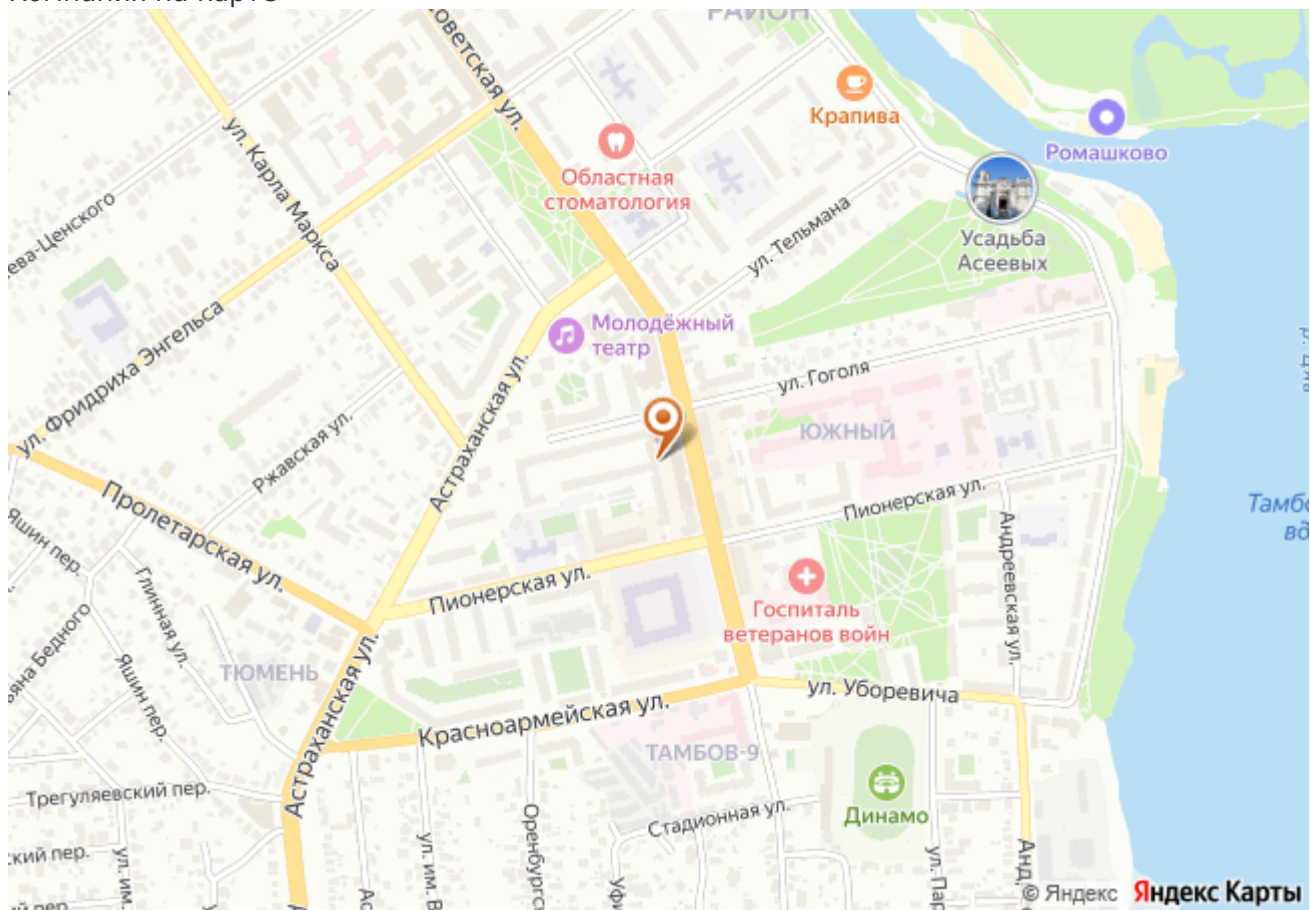 РАЙОН
Советская ул.
Крапива
Ромашково
Областная
стоматология
ул. Карла Маркса
ул. Тельмана
Усадьба
Асеевых
ул. Фридриха Энгельса
Молодёжный
театр
ул. Гоголя
Астраханская ул.
ЮЖНЫЙ
Ржавская ул.
Пролетарская ул.
Пионерская ул.
Андреевская ул.
Яшин пер.
Глинная ул.
Пионерская ул.
Госпиталь
ветеранов войн
ТЮМЕНЬ
Яшин пер.
Астраханская ул.
ул. Уборевича
Красноармейская ул.
ТАМБОВ-9
Трегуляевский пер.
Стадионная ул.
Динамо
© Яндекс Яндекс Карты